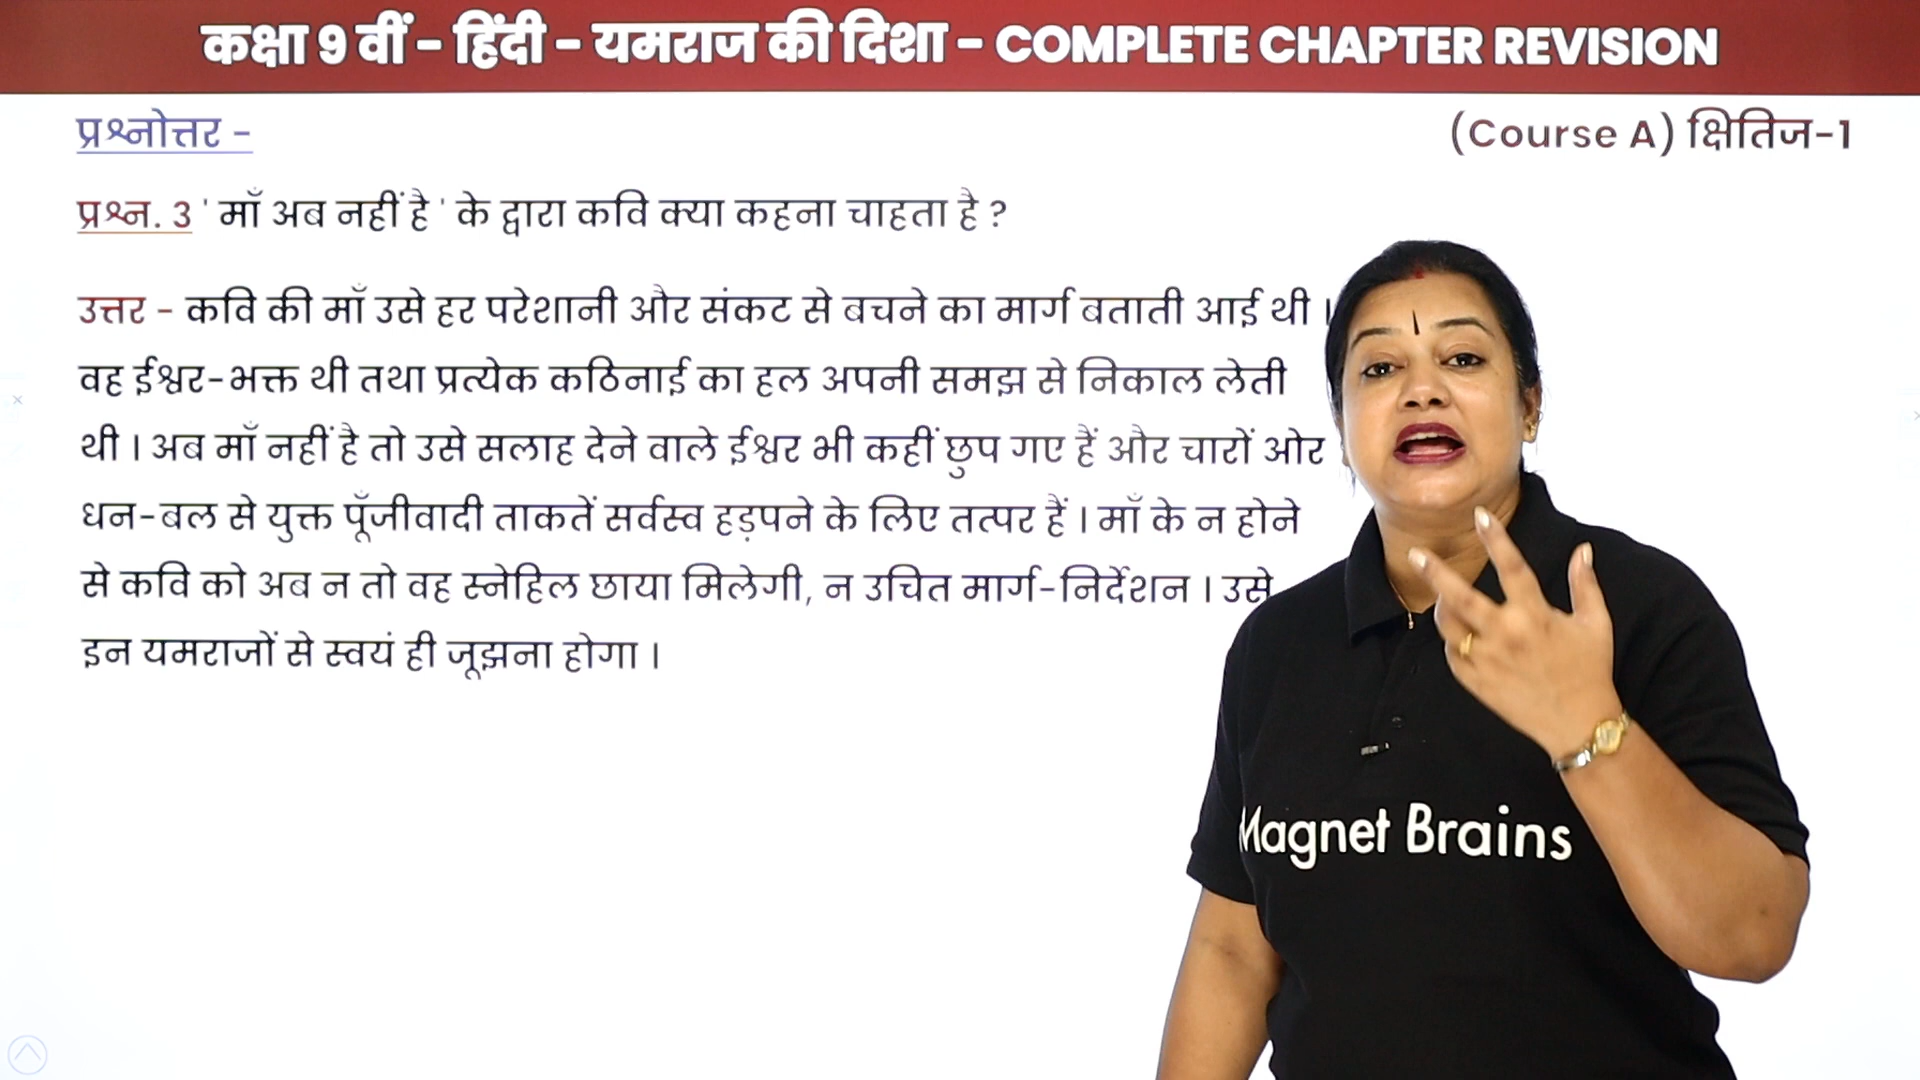 कक्षा 9 वीं - हिंदी - यमराज की दिशा - COMPLETE CHAPTER REVISION
प्रश्नोत्तर -
(Course A) क्षितिज-1
प्रश्न. 3 ' माँ अब नहीं है ' के द्वारा कवि क्या कहना चाहता है ?
उत्तर - कवि की माँ उसे हर परेशानी और संकट से बचने का मार्ग बताती आई थी ।
वह ईश्वर-भक्त थी तथा प्रत्येक कठिनाई का हल अपनी समझ से निकाल लेती
थी । अब माँ नहीं है तो उसे सलाह देने वाले ईश्वर भी कहीं छुप गए हैं और चारों ओर
धन-बल से युक्त पूँजीवादी ताकतें सर्वस्व हड़पने के लिए तत्पर हैं । माँ के न होने
से कवि को अब न तो वह स्नेहिल छाया मिलेगी, न उचित मार्ग-निर्देशन । उसे
इन यमराजों से स्वयं ही जूझना होगा ।
Magnet Brains